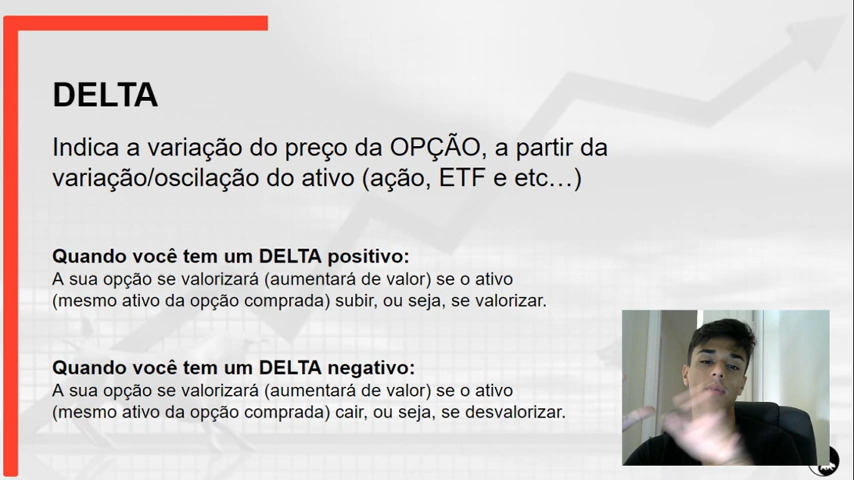 DELTA
Indica a variação do preço da OPÇÃO, a partir da
variação/oscilação do ativo (ação, ETF e etc…)
Quando você tem um DELTA positivo:
A sua opção se valorizará (aumentará de valor) se o ativo
(mesmo ativo da opção comprada) subir, ou seja, se valorizar.
Quando você tem um DELTA negativo:
A sua opção se valorizará (aumentará de valor) se o ativo
(mesmo ativo da opção comprada) cair, ou seja, se desvalorizar.